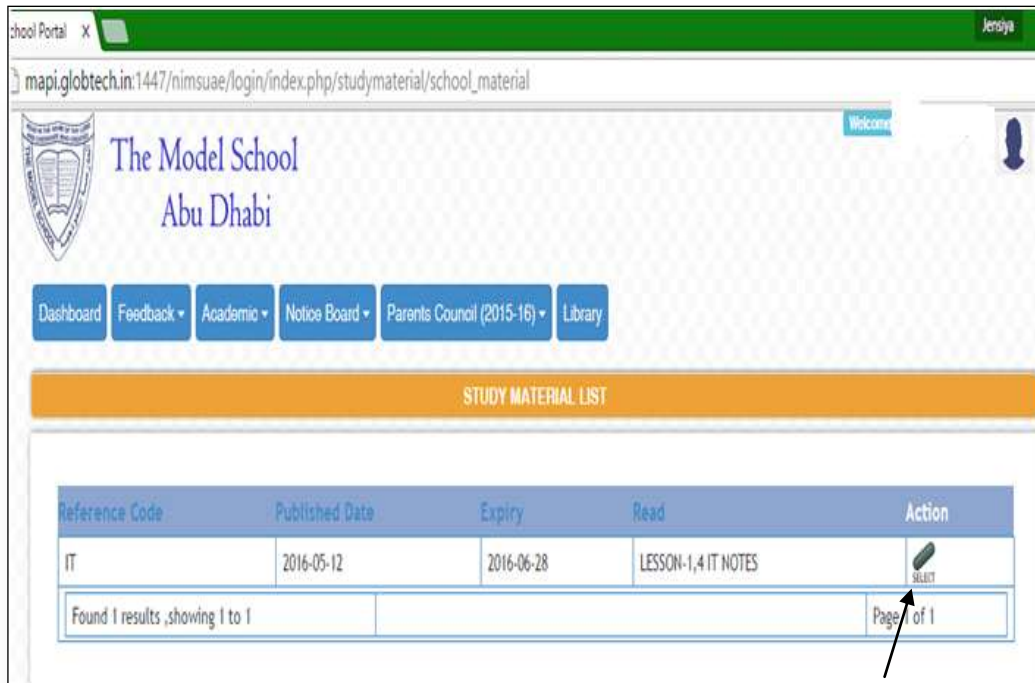 chool Portal X
Jensiya
mapi.globtech.in:1447/nimsuae/login/index.php/studymaterial/school_material
Welcome
THE MODEL SCHOOL
The Model School
Abu Dhabi
Dashboard Feedback Academic Notice Board Parents Council (2015-16) Library
STUDY MATERIAL LIST
Reference Code Published Date Expiry Read Action
IT 2016-05-12 2016-06-28 LESSON-1,4 IT NOTES SELECT
Found 1 results ,showing 1 to 1 Page 1 of 1